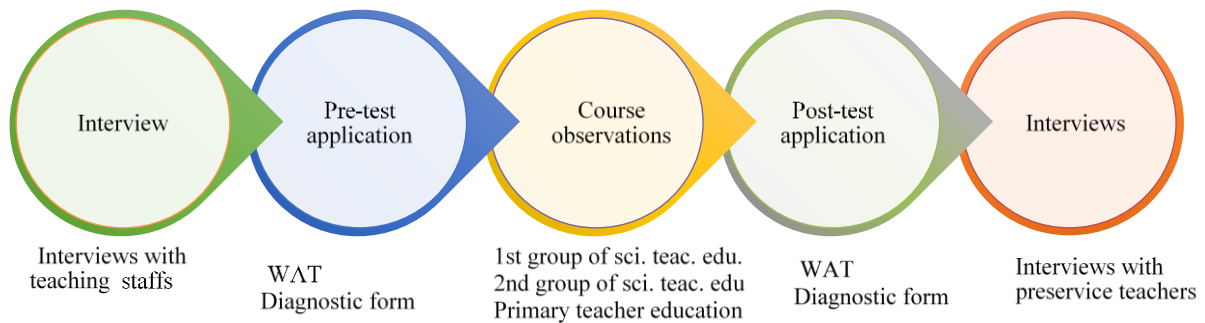 Interview
Pre-test
application
Course
observations
Post-test
application
Interviews
Interviews with
teaching staffs
WΛT
Diagnostic form
1st group of sci. teac. edu.
2nd group of sci. teac. edu
Primary teacher education
WAT
Diagnostic form
Interviews with
preservice teachers